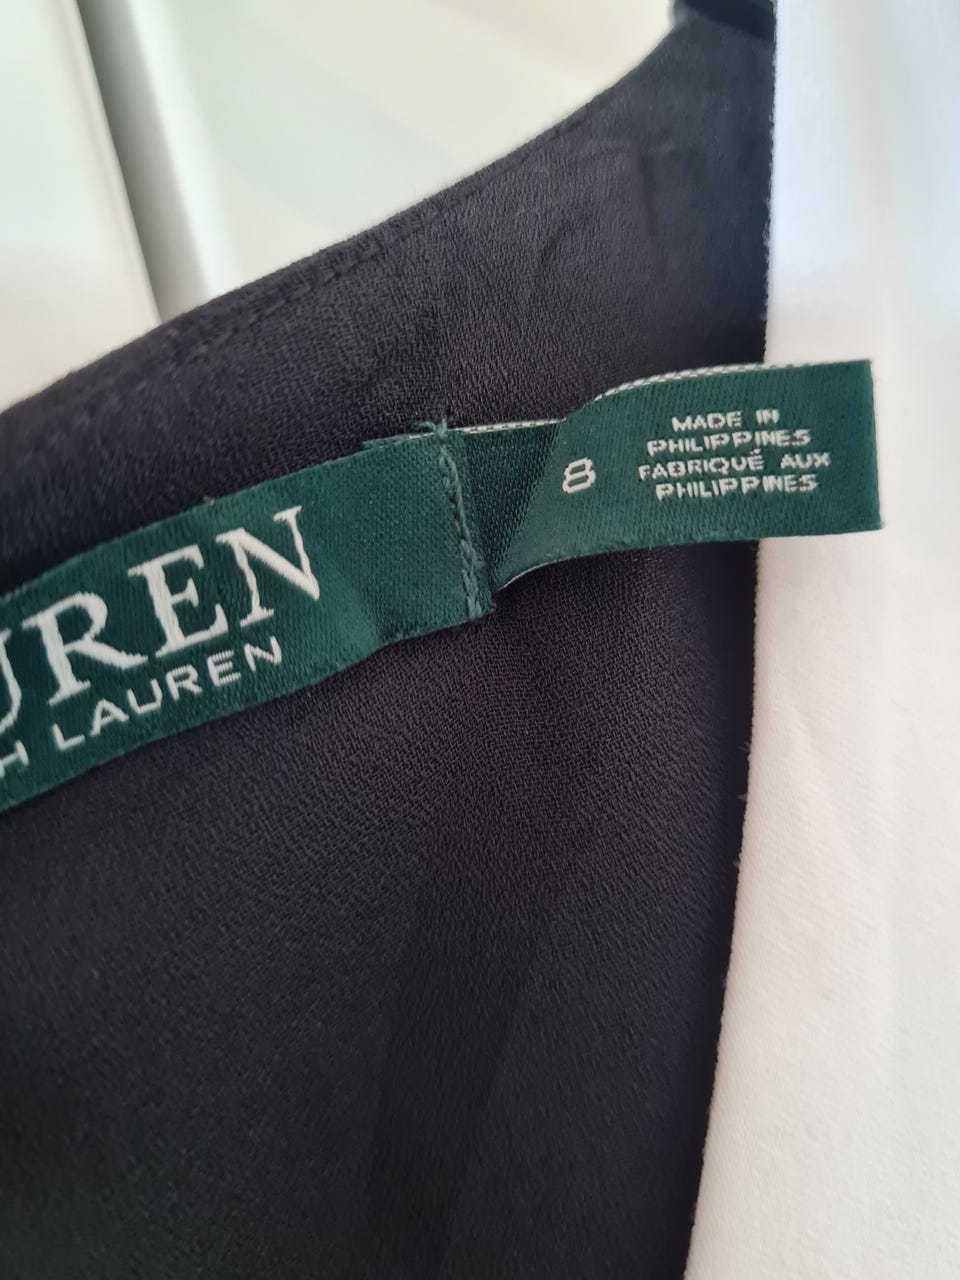 UREN
H LAUREN
8
MADE IN
PHILIPPINES
FABRIQUÉ AUX
PHILIPPINES